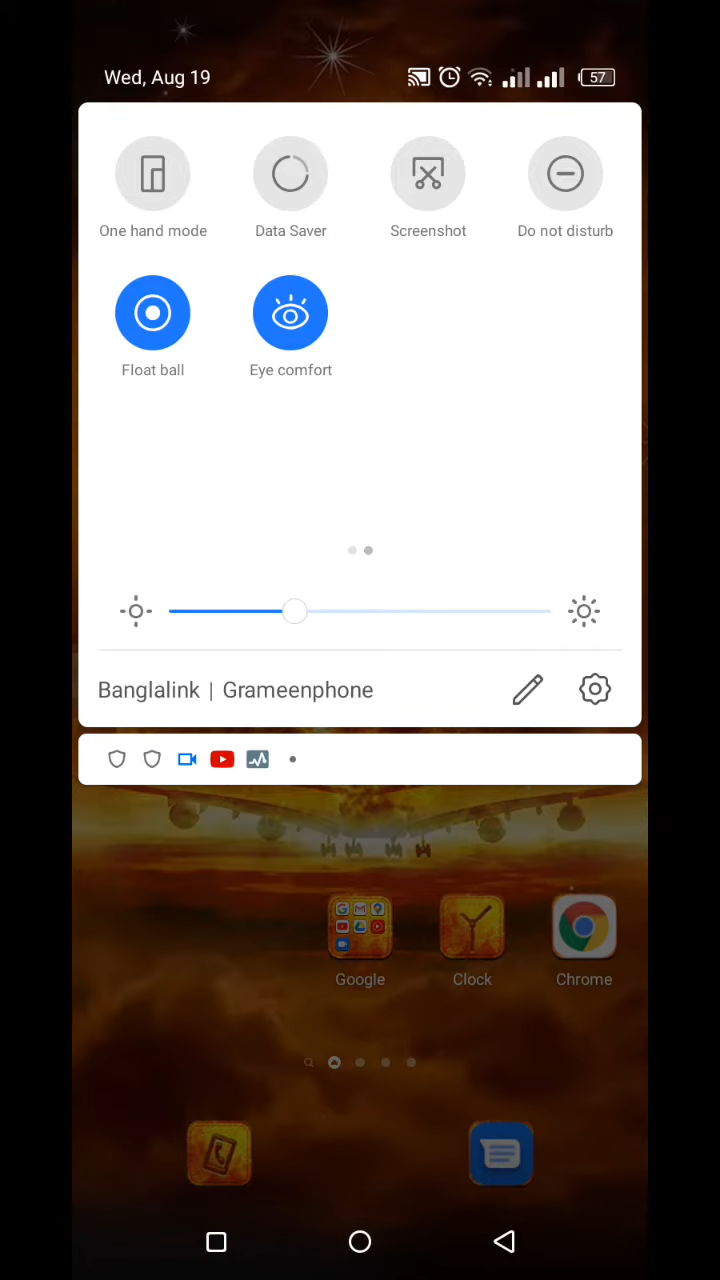 Wed, Aug 19 57
One hand mode Data Saver Screenshot Do not disturb
Float ball Eye comfort
Banglalink | Grameenphone
Google Clock Chrome